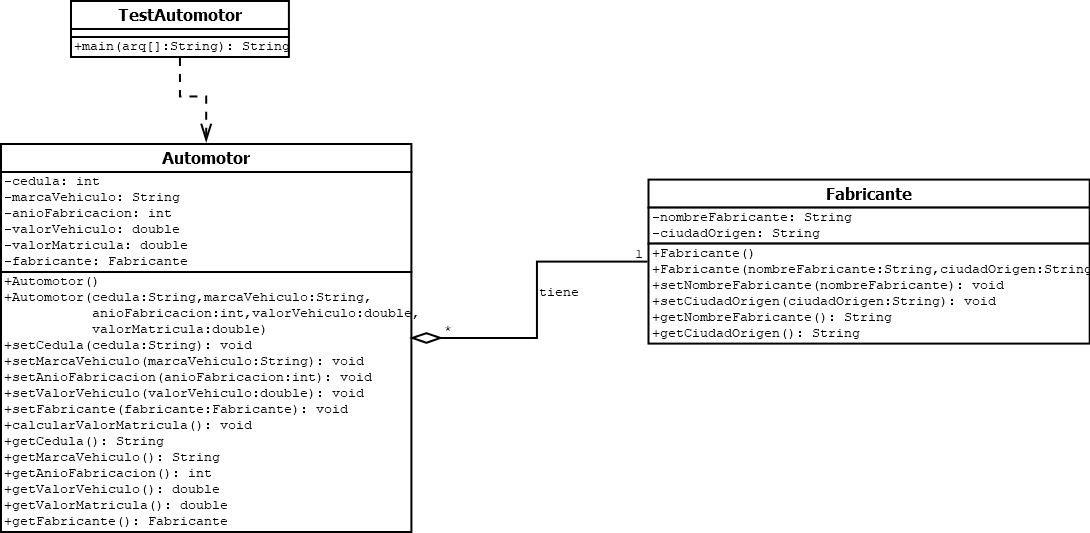 TestAutomotor
+main(arq[]:String): String
Automotor
-cedula: int
-marcaVehiculo: String
-anioFabricacion: int
-valorVehiculo: double
-valorMatricula: double
-fabricante: Fabricante
+Automotor()
+Automotor(cedula:String,marcaVehiculo:String,
anioFabricacion:int,valorVehiculo:double,
valorMatricula:double)
+setCedula(cedula:String): void
+setMarcaVehiculo(marcaVehiculo:String): void
+setAnioFabricacion(anioFabricacion:int): void
+setValorVehiculo(valorVehiculo:double): void
+setFabricante(fabricante:Fabricante): void
+calcularValorMatricula(): void
+getCedula(): String
+getMarcaVehiculo(): String
+getAnioFabricacion(): int
+getValorVehiculo(): double
+getValorMatricula(): double
+getFabricante(): Fabricante
*
tiene
1
Fabricante
-nombreFabricante: String
-ciudadOrigen: String
+Fabricante()
+Fabricante(nombreFabricante:String,ciudadOrigen:String
+setNombreFabricante(nombreFabricante): void
+setCiudadOrigen(ciudadOrigen:String): void
+getNombreFabricante(): String
+getCiudadOrigen(): String